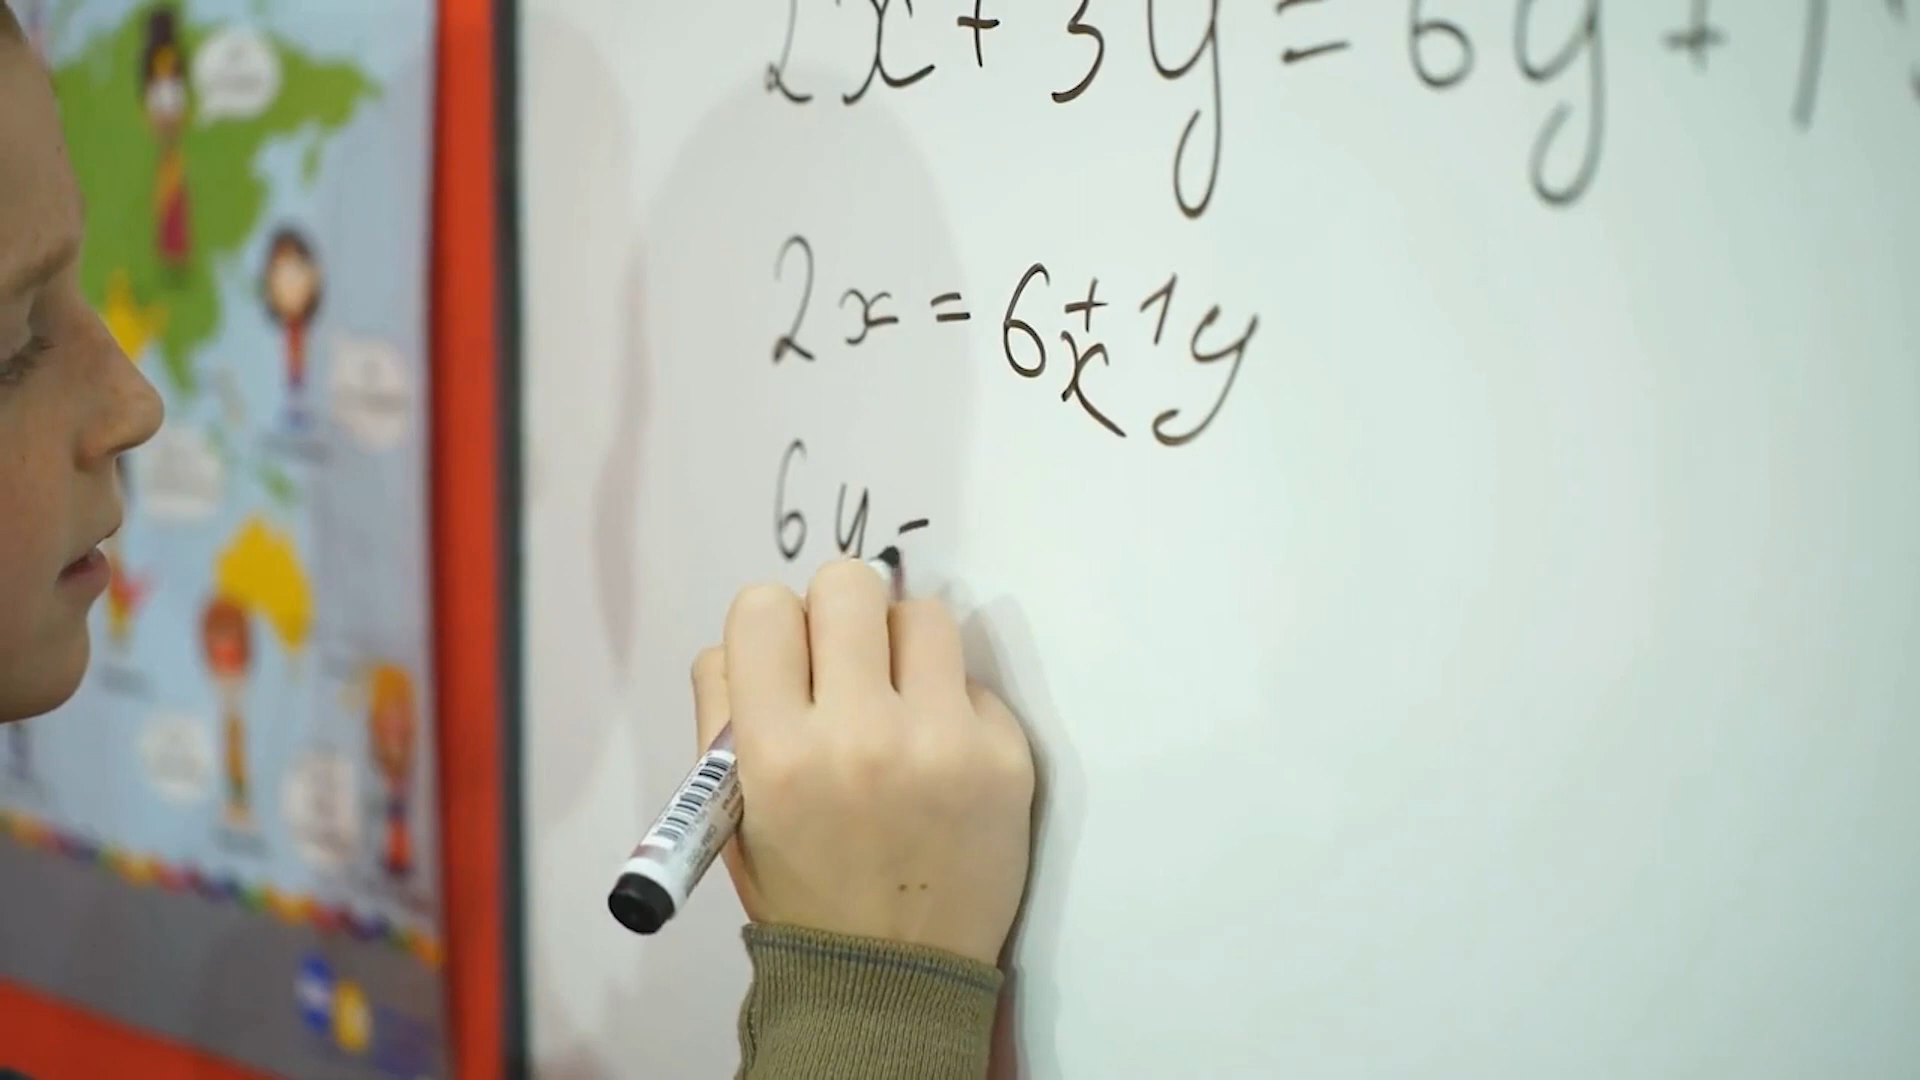 2x + 3y = 6y + 1
2x = 6x + 1y
6y -